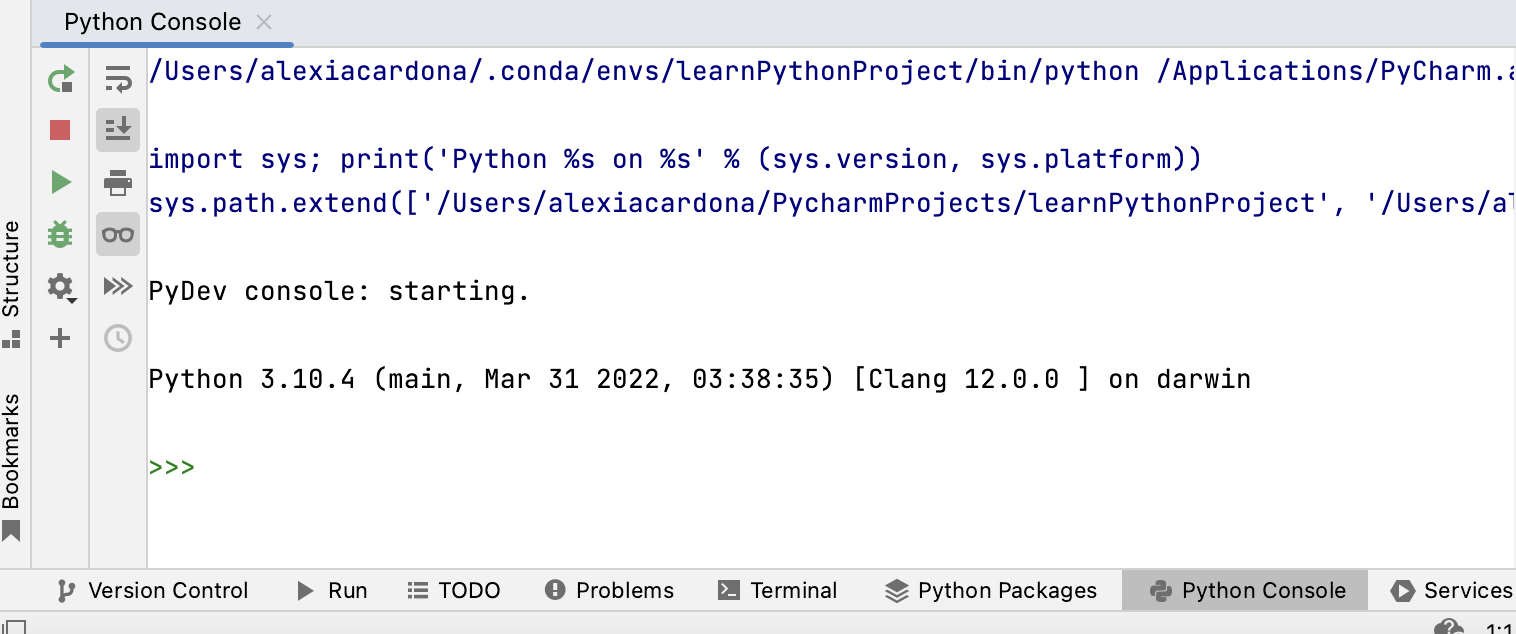 Python Console
/Users/alexiacardona/.conda/envs/learnPythonProject/bin/python /Applications/PyCharm.a
import sys; print('Python %s on %s' % (sys.version, sys.platform))
sys.path.extend(['/Users/alexiacardona/PycharmProjects/learnPythonProject', '/Users/al
PyDev console: starting.
Python 3.10.4 (main, Mar 31 2022, 03:38:35) [Clang 12.0.0 ] on darwin
>>>
Structure
Bookmarks
Version Control Run TODO Problems Terminal Python Packages Python Console Services
1:1